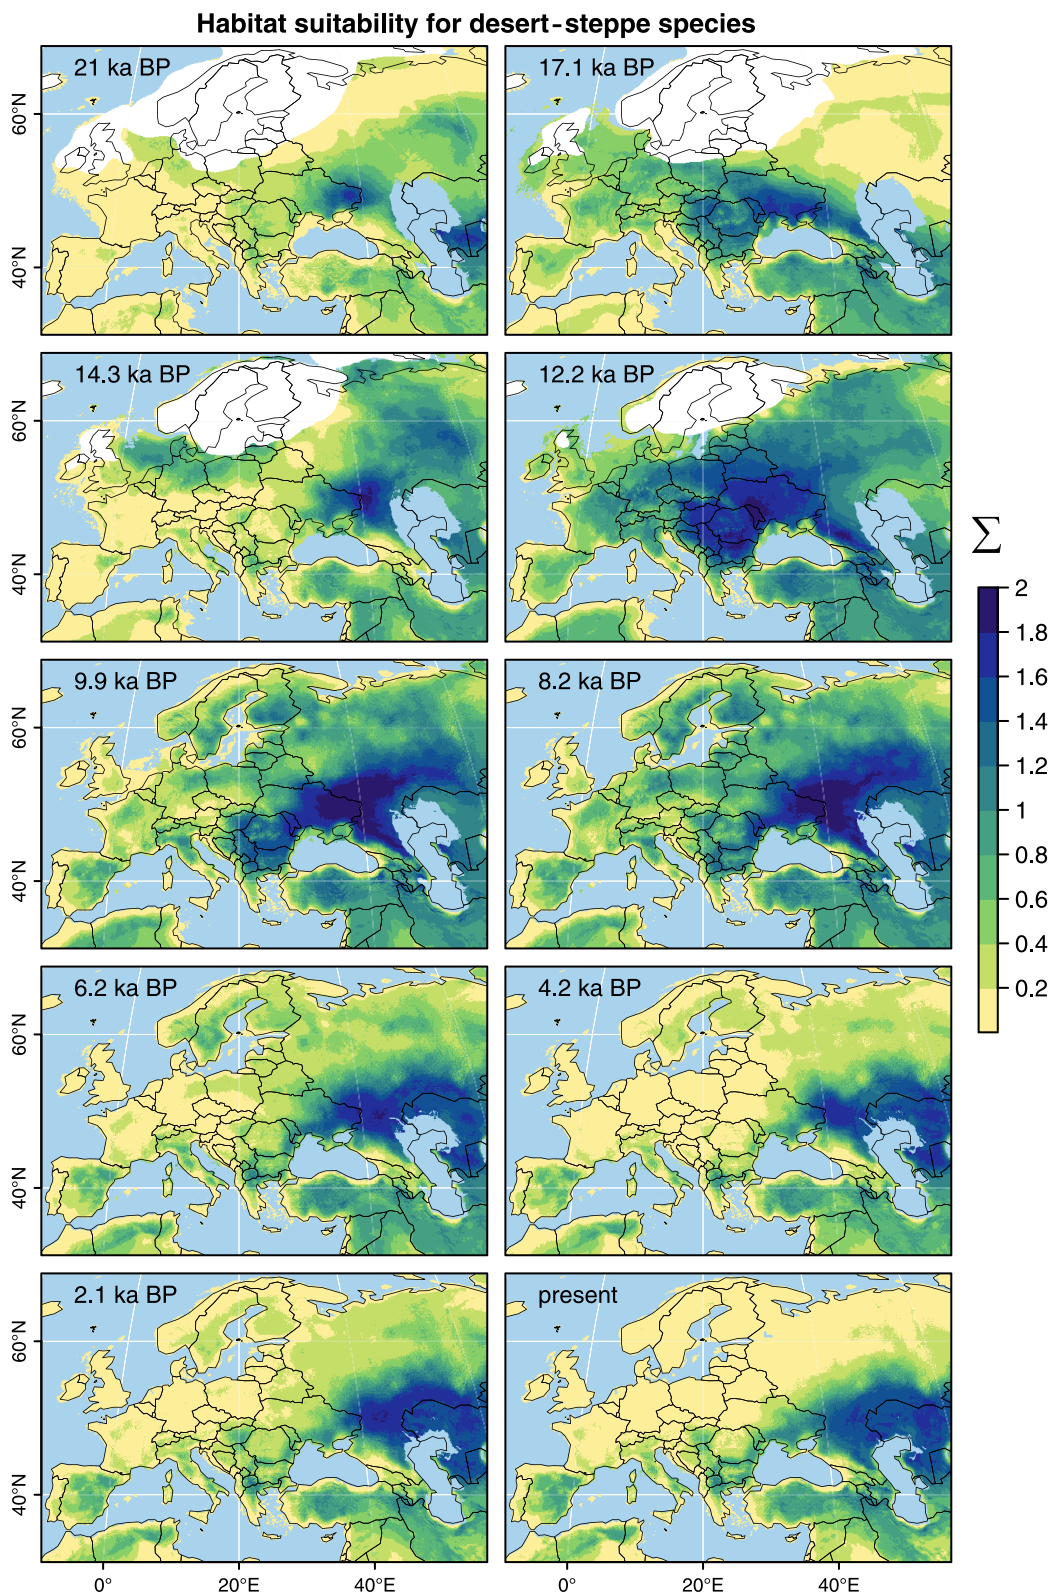 Habitat suitability for desert-steppe species
21 ka BP
17.1 ka BP
60°N
40°N
14.3 ka BP
12.2 ka BP
60°N
40°N
Σ
2
1.8
1.6
1.4
1.2
1
0.8
0.6
0.4
0.2
9.9 ka BP
8.2 ka BP
60°N
40°N
6.2 ka BP
4.2 ka BP
60°N
40°N
2.1 ka BP
present
60°N
40°N
0° 20°E 40°E 0° 20°E 40°E